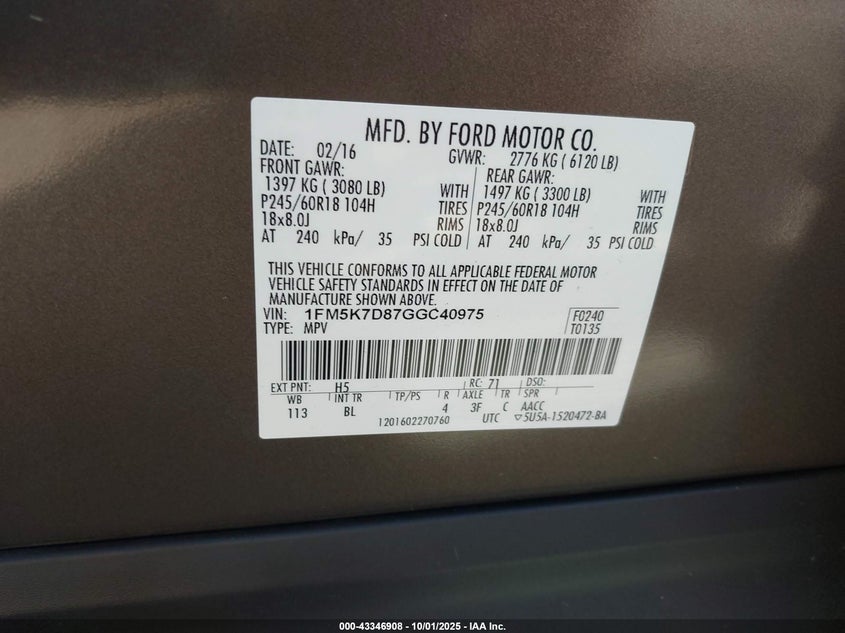 MFD. BY FORD MOTOR CO.
DATE: 02/16 GVWR: 2776 KG ( 6120 LB)
FRONT GAWR: REAR GAWR:
1397 KG ( 3080 LB) WITH 1497 KG ( 3300 LB) WITH
P245/60R18 104H TIRES P245/60R18 104H TIRES
18x8.0J RIMS 18x8.0J RIMS
AT 240 kPa/ 35 PSI COLD AT 240 kPa/ 35 PSI COLD
THIS VEHICLE CONFORMS TO ALL APPLICABLE FEDERAL MOTOR
VEHICLE SAFETY STANDARDS IN EFFECT ON THE DATE OF
MANUFACTURE SHOWN ABOVE.
VIN: 1FM5K7D87GGC40975 F0240
TYPE: MPV T0135
EXT PNT: H5 RC: 71 DSO:
WB INT TR TP/PS R AXLE TR SPR
113 BL 4 3F C AACC
1201602270760 UTC ▽5U5A-1520472-BA
000-43346908 - 10/01/2025 - IAA Inc.